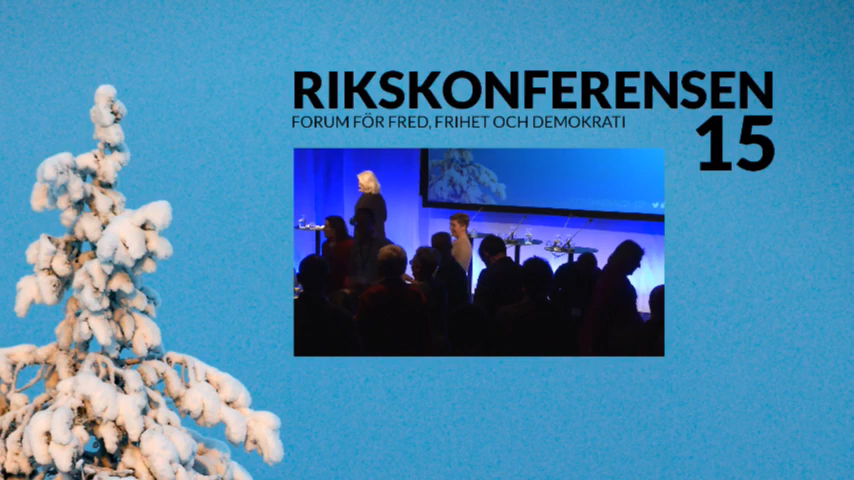 RIKSKONFERENSEN
FORUM FÖR FRED, FRIHET OCH DEMOKRATI
15